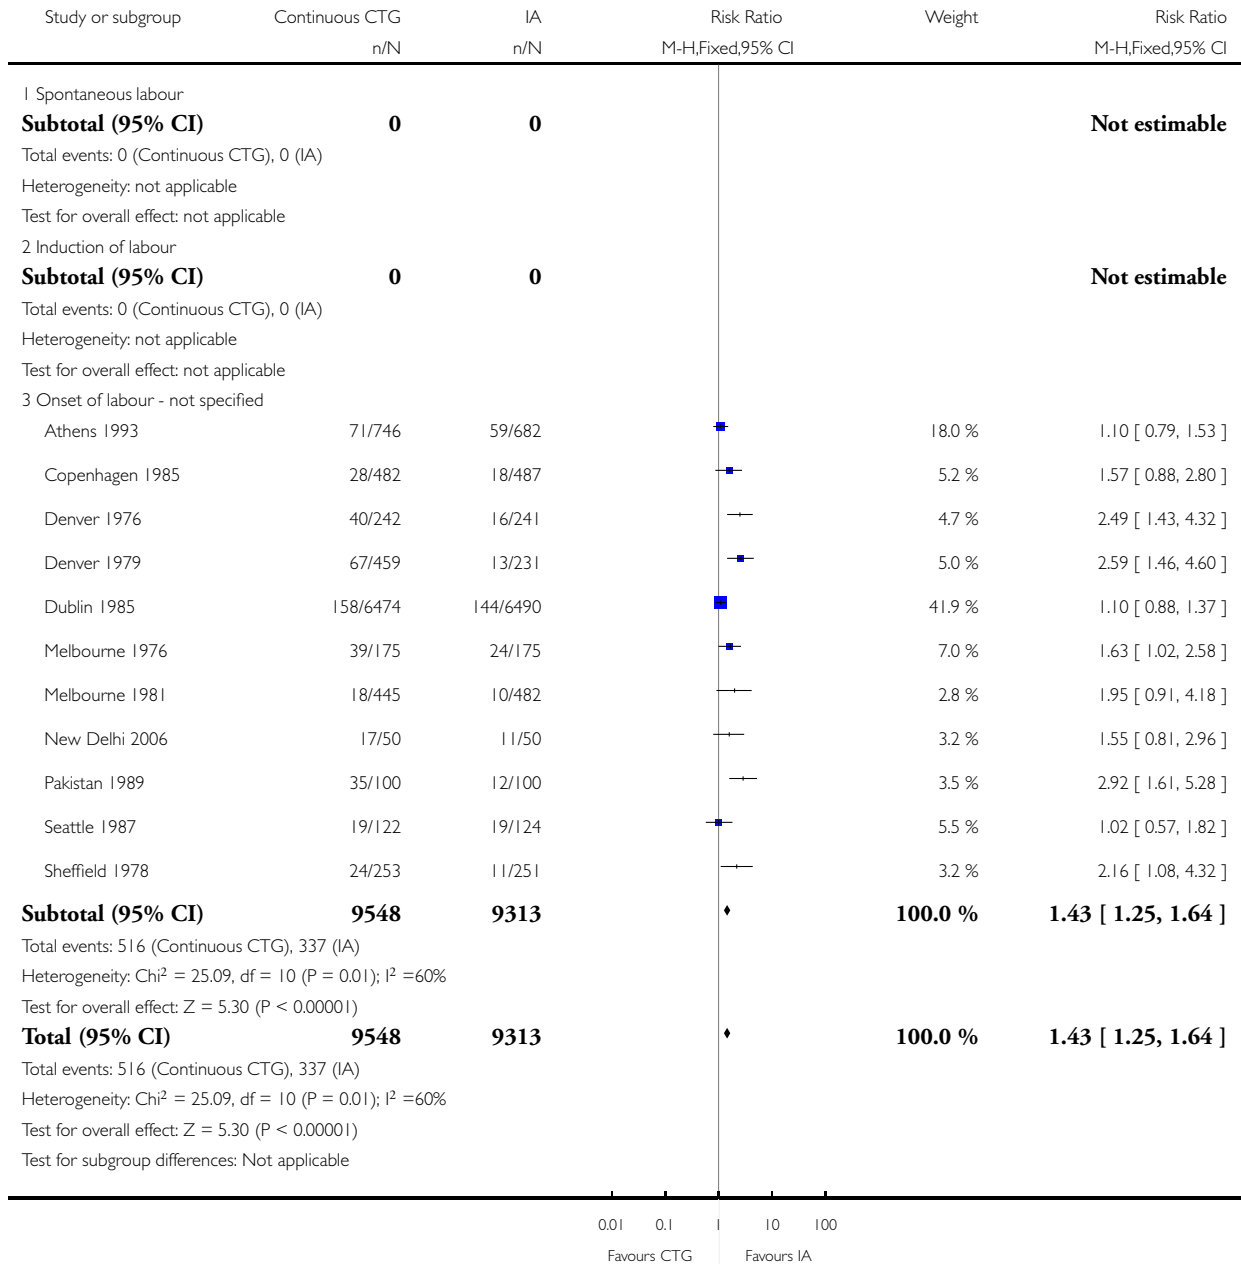 Study or subgroup Continuous CTG IA Risk Ratio Weight Risk Ratio
n/N n/N M-H,Fixed,95% CI M-H,Fixed,95% CI
1 Spontaneous labour
Subtotal (95% CI) 0 0 Not estimable
Total events: 0 (Continuous CTG), 0 (IA)
Heterogeneity: not applicable
Test for overall effect: not applicable
2 Induction of labour
Subtotal (95% CI) 0 0 Not estimable
Total events: 0 (Continuous CTG), 0 (IA)
Heterogeneity: not applicable
Test for overall effect: not applicable
3 Onset of labour - not specified
Athens 1993 71/746 59/682 18.0 % 1.10 [ 0.79, 1.53 ]
Copenhagen 1985 28/482 18/487 5.2 % 1.57 [ 0.88, 2.80 ]
Denver 1976 40/242 16/241 4.7 % 2.49 [ 1.43, 4.32 ]
Denver 1979 67/459 13/231 5.0 % 2.59 [ 1.46, 4.60 ]
Dublin 1985 158/6474 144/6490 41.9 % 1.10 [ 0.88, 1.37 ]
Melbourne 1976 39/175 24/175 7.0 % 1.63 [ 1.02, 2.58 ]
Melbourne 1981 18/445 10/482 2.8 % 1.95 [ 0.91, 4.18 ]
New Delhi 2006 17/50 11/50 3.2 % 1.55 [ 0.81, 2.96 ]
Pakistan 1989 35/100 12/100 3.5 % 2.92 [ 1.61, 5.28 ]
Seattle 1987 19/122 19/124 5.5 % 1.02 [ 0.57, 1.82 ]
Sheffield 1978 24/253 11/251 3.2 % 2.16 [ 1.08, 4.32 ]
Subtotal (95% CI) 9548 9313 100.0 % 1.43 [ 1.25, 1.64 ]
Total events: 516 (Continuous CTG), 337 (IA)
Heterogeneity: Chi² = 25.09, df = 10 (P = 0.01); I² =60%
Test for overall effect: Z = 5.30 (P < 0.00001)
Total (95% CI) 9548 9313 100.0 % 1.43 [ 1.25, 1.64 ]
Total events: 516 (Continuous CTG), 337 (IA)
Heterogeneity: Chi² = 25.09, df = 10 (P = 0.01); I² =60%
Test for overall effect: Z = 5.30 (P < 0.00001)
Test for subgroup differences: Not applicable
0.01 0.1 1 10 100
Favours CTG Favours IA